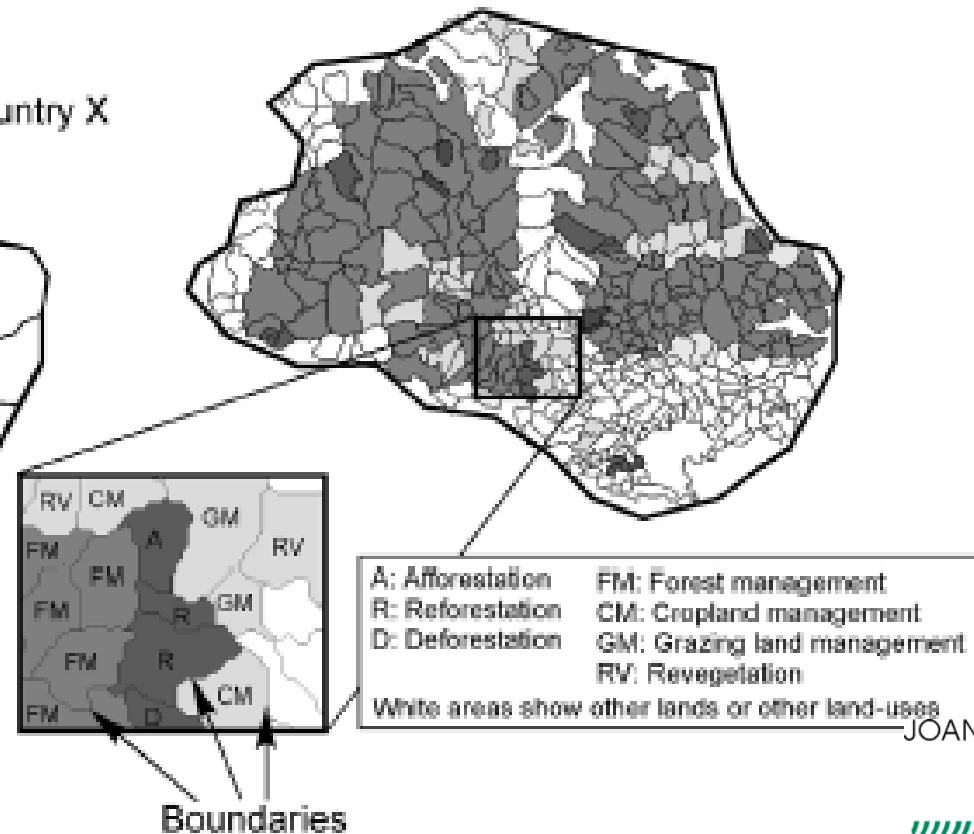 untry X
RV CM GM
A RV
FM
FM
FM R GM
FM R
CM
FM D
A: Afforestation FM: Forest management
R: Reforestation CM: Cropland management
D: Deforestation GM: Grazing land management
RV: Revegetation
White areas show other lands or other land-uses
JOAN
Boundaries